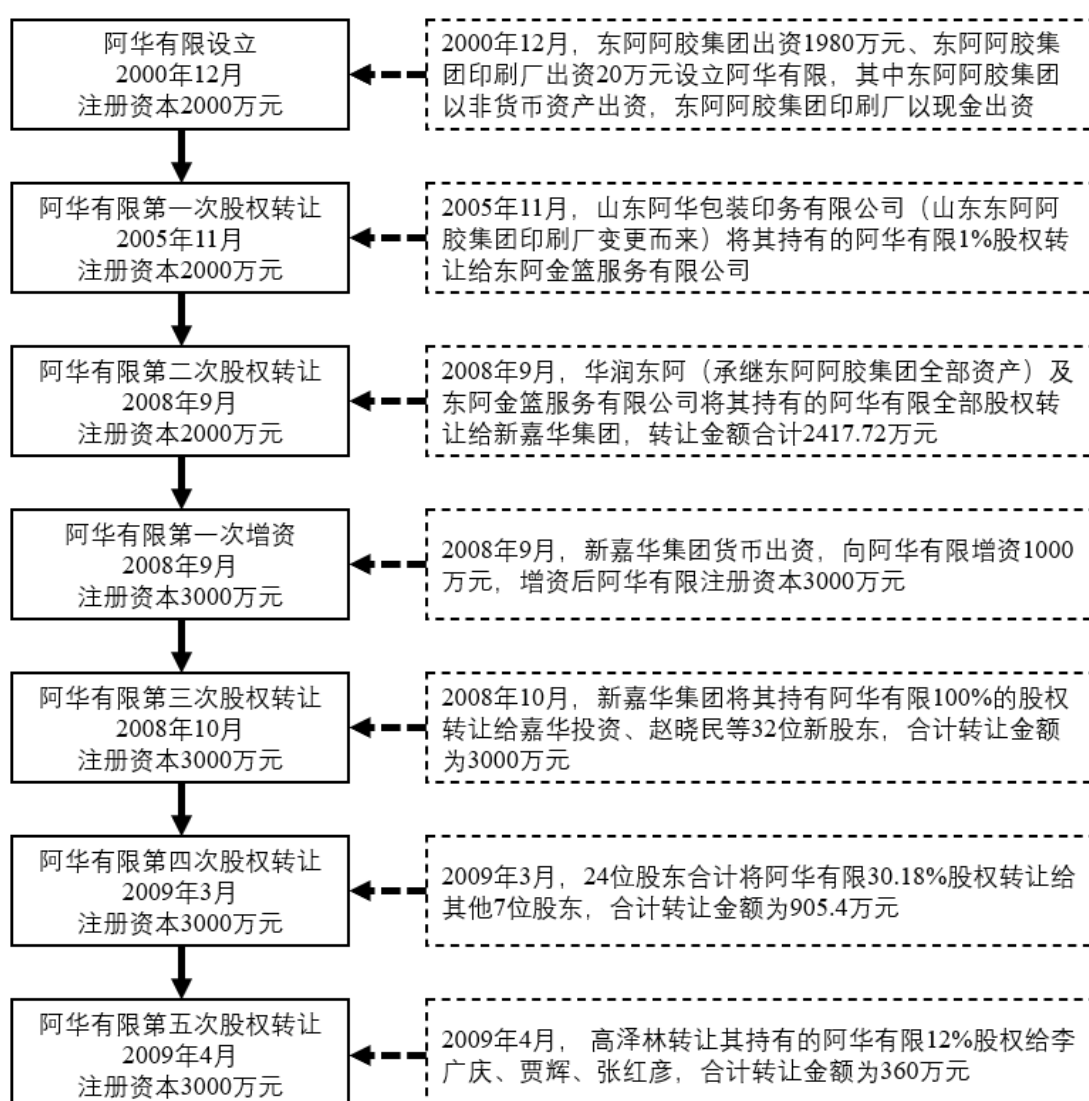 阿华有限设立
2000年12月
注册资本2000万元
2000年12月，东阿阿胶集团出资1980万元、东阿阿胶集
团印刷厂出资20万元设立阿华有限，其中东阿阿胶集团
以非货币资产出资，东阿阿胶集团印刷厂以现金出资
阿华有限第一次股权转让
2005年11月
注册资本2000万元
2005年11月，山东阿华包装印务有限公司（山东东阿阿
胶集团印刷厂变更而来）将其持有的阿华有限1%股权转
让给东阿金篮服务有限公司
阿华有限第二次股权转让
2008年9月
注册资本2000万元
2008年9月，华润东阿（承继东阿阿胶集团全部资产）及
东阿金篮服务有限公司将其持有的阿华有限全部股权转
让给新嘉华集团，转让金额合计2417.72万元
阿华有限第一次增资
2008年9月
注册资本3000万元
2008年9月，新嘉华集团货币出资，向阿华有限增资1000
万元，增资后阿华有限注册资本3000万元
阿华有限第三次股权转让
2008年10月
注册资本3000万元
2008年10月，新嘉华集团将其持有阿华有限100%的股权
转让给嘉华投资、赵晓民等32位新股东，合计转让金额
为3000万元
阿华有限第四次股权转让
2009年3月
注册资本3000万元
2009年3月，24位股东合计将阿华有限30.18%股权转让给
其他7位股东，合计转让金额为905.4万元
阿华有限第五次股权转让
2009年4月
注册资本3000万元
2009年4月， 高泽林转让其持有的阿华有限12%股权给李
广庆、贾辉、张红彦，合计转让金额为360万元